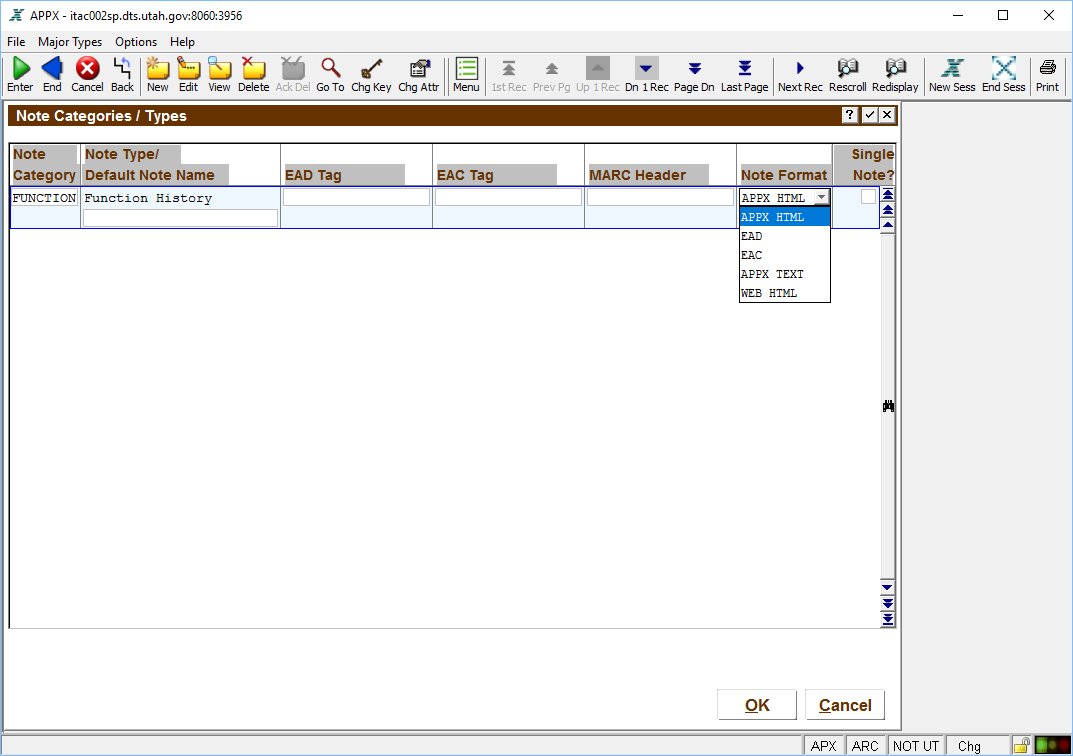 APPX - itac002sp.dts.utah.gov:8060:3956
File Major Types Options Help
Enter End Cancel Back New Edit View Delete Ack Del Go To Chg Key Chg Attr Menu 1st Rec Prev Pg Up 1 Rec Dn 1 Rec Page Dn Last Page Next Rec Rescroll Redisplay New Sess End Sess Print
Note Categories / Types
?
Note Note Type/ Single
Category Default Note Name EAD Tag EAC Tag MARC Header Note Format Note?
FUNCTION Function History APPX HTML
APPX HTML
EAD
EAC
APPX TEXT
WEB HTML
OK Cancel
APX ARC NOT UT Chg